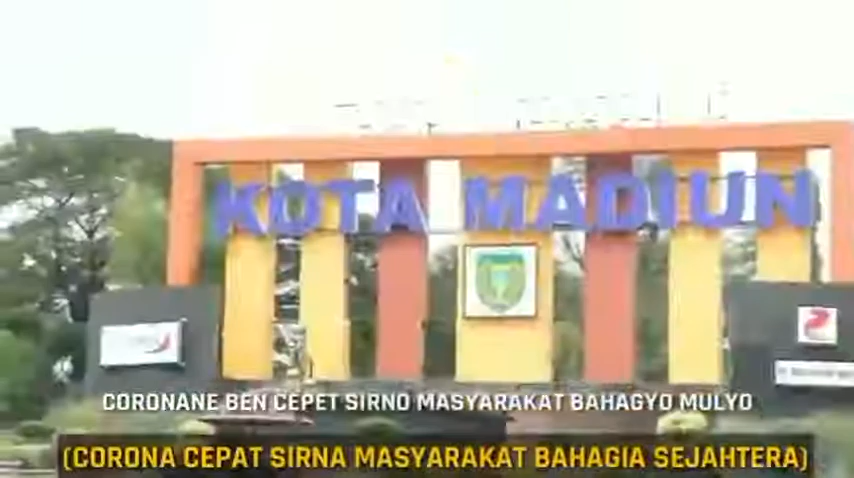 KOTA MADIUN
CORONANE BEN CEPET SIRNO MASYARAKAT BAHAGYO MULYO
(CORONA CEPAT SIRNA MASYARAKAT BAHAGIA SEJAHTERA)